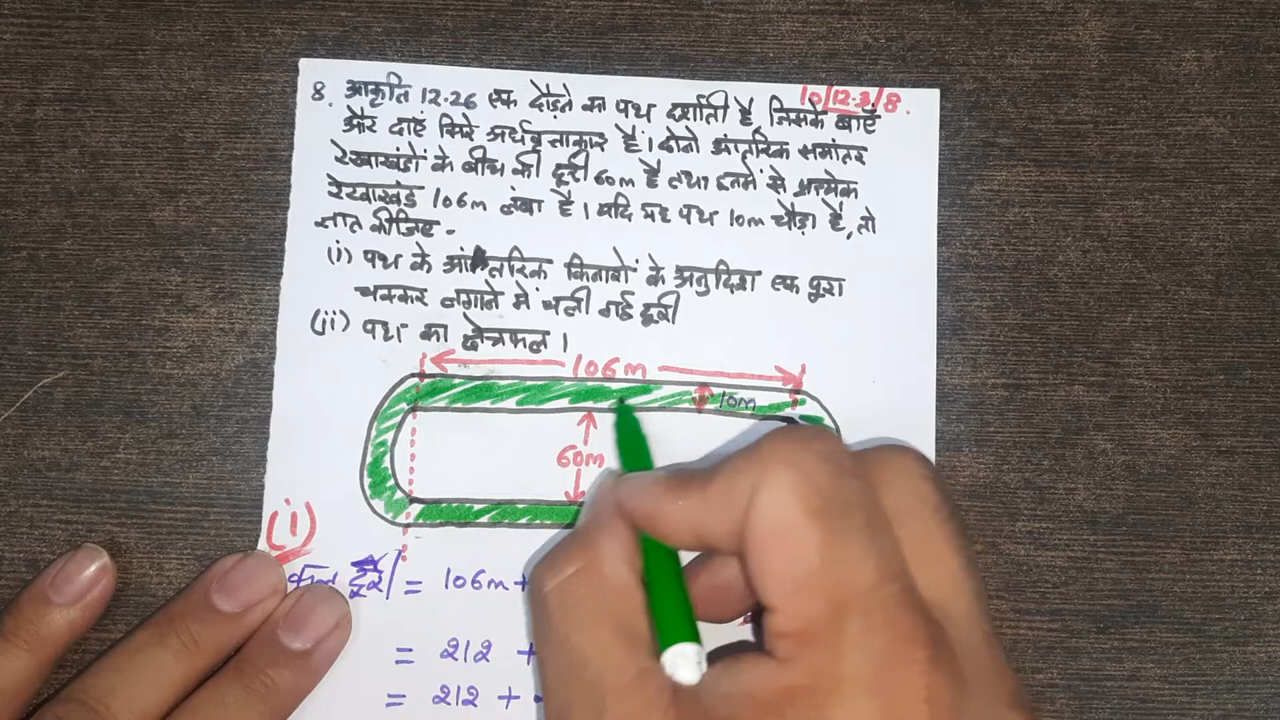 10/12.3/8.
8. आकृति 12.26 एक दौड़ने का पथ दर्शाती है, जिसके बाएँ
और दाएं सिरे अर्धवृत्ताकार हैं। दोनो आंतरिक समांतर
रेखाखंडों के बीच की दूरी 60m है तथा इनमें से प्रत्येक
रेखाखंड 106m लंबा है। यदि यह पथ 10m चौड़ा है, तो
ज्ञात कीजिए -
(i) पथ के आंतरिक किनारों के अनुदिश एक पूरा
चक्कर लगाने में चली गई दूरी
(ii) पथ का क्षेत्रफल।
106m
10m
60m
(i)
कुल दूरी = 106m +
= 212 +
= 212 +